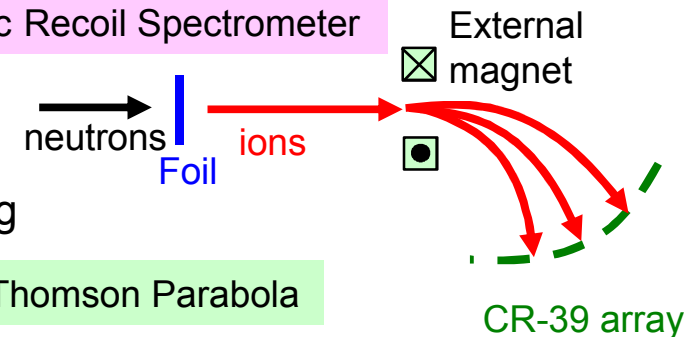 c Recoil Spectrometer
External
magnet
neutrons
ions
Foil
g
Thomson Parabola
CR-39 array